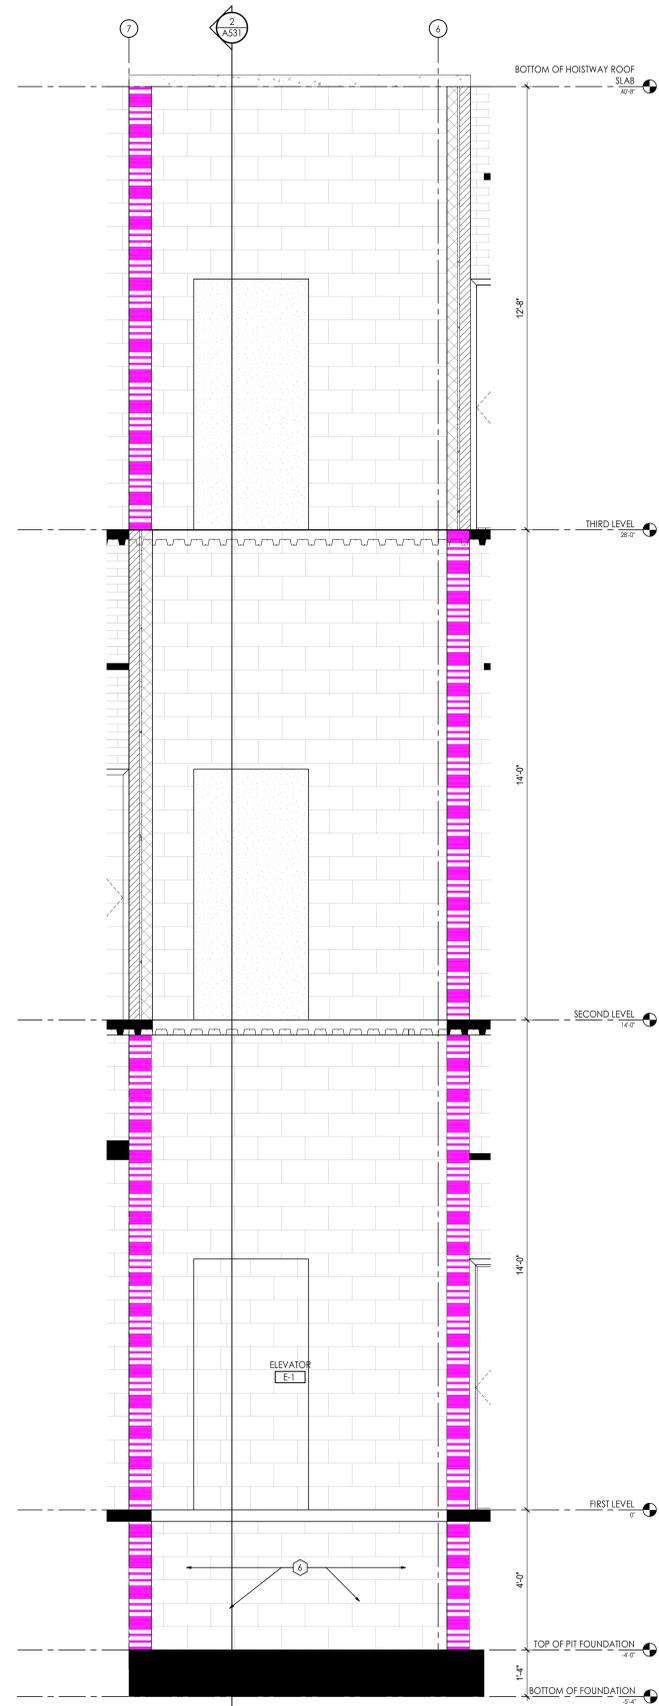 7
2
A531
6
BOTTOM OF HOISTWAY ROOF
SLAB
40'-8"
12'-8"
THIRD LEVEL
28'-0"
14'-0"
SECOND LEVEL
14'-0"
14'-0"
ELEVATOR
E-1
FIRST LEVEL
0"
6
4'-0"
TOP OF PIT FOUNDATION
-4'-0"
1'-4"
BOTTOM OF FOUNDATION
-5'-4"